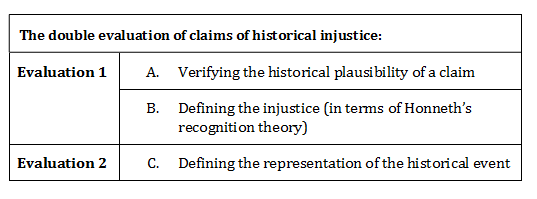 The double evaluation of claims of historical injustice:
Evaluation 1
A. Verifying the historical plausibility of a claim
B. Defining the injustice (in terms of Honneth's
recognition theory)
Evaluation 2
C. Defining the representation of the historical event